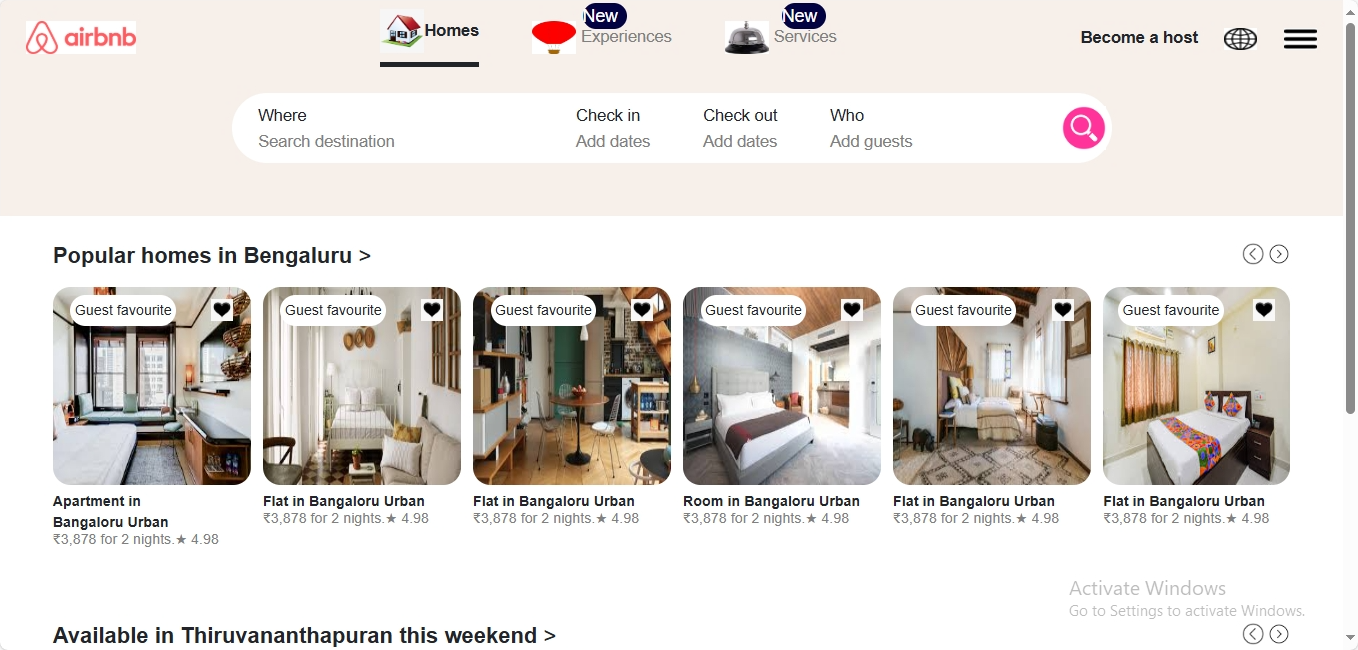 airbnb
Homes
New
Experiences
New
Services
Become a host
Where
Search destination
Check in
Add dates
Check out
Add dates
Who
Add guests
Popular homes in Bengaluru >
Guest favourite
Guest favourite
Guest favourite
Guest favourite
Guest favourite
Guest favourite
Apartment in
Bangaloru Urban
₹3,878 for 2 nights.★ 4.98
Flat in Bangaloru Urban
₹3,878 for 2 nights.★ 4.98
Flat in Bangaloru Urban
₹3,878 for 2 nights.★ 4.98
Room in Bangaloru Urban
₹3,878 for 2 nights.★ 4.98
Flat in Bangaloru Urban
₹3,878 for 2 nights.★ 4.98
Flat in Bangaloru Urban
₹3,878 for 2 nights.★ 4.98
Activate Windows
Go to Settings to activate Windows.
Available in Thiruvananthapuran this weekend >